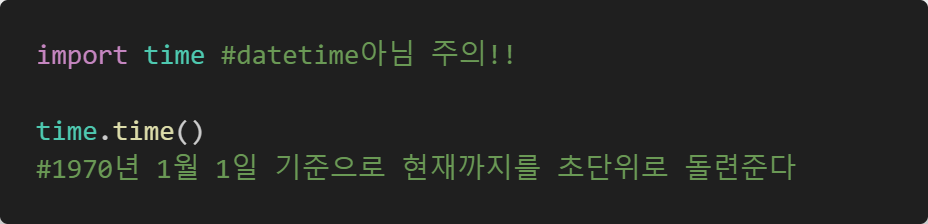 import time #datetime아님 주의!!
time.time()
#1970년 1월 1일 기준으로 현재까지를 초단위로 돌련준다